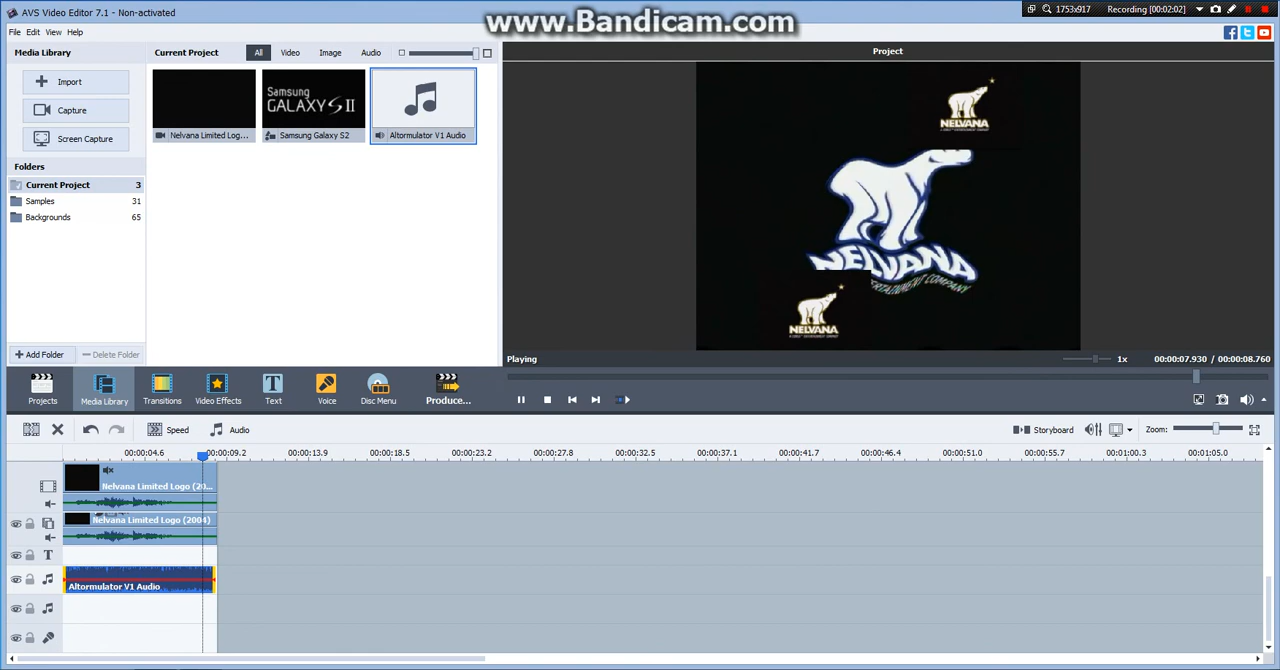 AVS Video Editor 7.1 - Non-activated
www.Bandicam.com
1753x917
Recording [00:02:02]
File Edit View Help
Media Library
Current Project
All
Video
Image
Audio
Project
Import
Capture
Screen Capture
Nelvana Limited Log...
Samsung
GALAXY S II
Samsung Galaxy S2
Altormulator V1 Audio
Folders
Current Project 3
Samples 31
Backgrounds 65
NELVANA
NELVANA
ERTAINMENT COMPANY
NELVANA
+ Add Folder
Delete Folder
Playing
1x
00:00:07.930 / 00:00:08.760
Projects
Media Library
Transitions
Video Effects
Text
Voice
Disc Menu
Produce...
Speed
Audio
Storyboard
Zoom:
00:00:04.6 00:00:09.2 00:00:13.9 00:00:18.5 00:00:23.2 00:00:27.8 00:00:32.5 00:00:37.1 00:00:41.8 00:00:46.4 00:00:51.0 00:00:55.7 00:01:00.3 00:01:05.0
Nelvana Limited Logo (20...
Nelvana Limited Logo (2004)
T
Altormulator V1 Audio